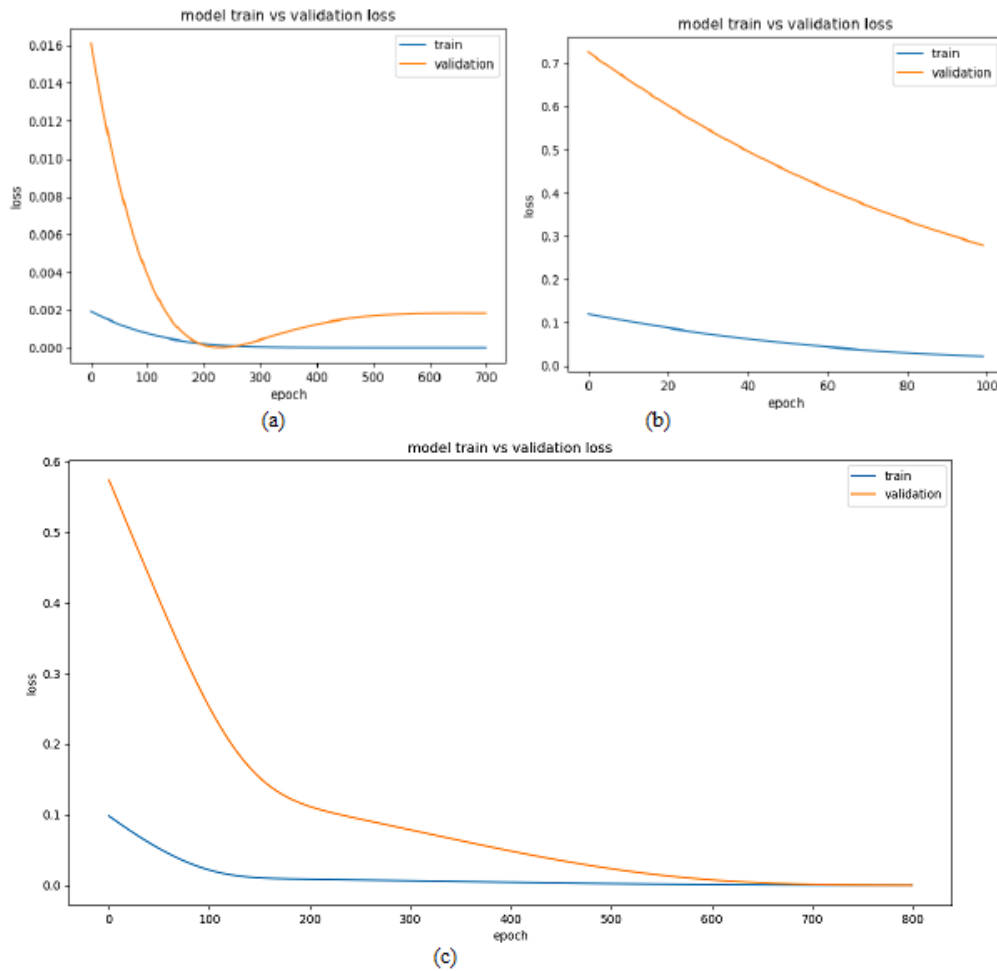 model train vs validation loss
train
validation
0.016
0.014
0.012
0.010
0.008
0.006
0.004
0.002
0.000
loss
0 100 200 300 400 500 600 700
epoch
(a)
model train vs validation loss
train
validation
0.7
0.6
0.5
0.4
0.3
0.2
0.1
0.0
loss
0 20 40 60 80 100
epoch
(b)
model train vs validation loss
train
validation
0.6
0.5
0.4
0.3
0.2
0.1
0.0
loss
0 100 200 300 400 500 600 700 800
epoch
(c)